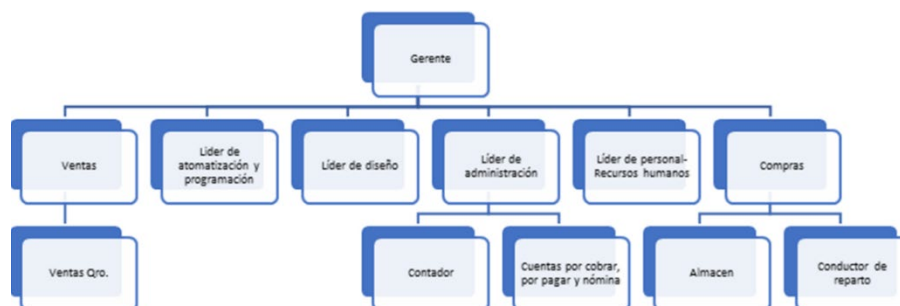 Gerente
Ventas
Lider de
atomatización y
programación
Líder de diseño
Líder de
administración
Líder de personal-
Recursos humanos
Compras
Ventas Qro.
Contador
Cuentas por cobrar,
por pagar y nómina
Almacen
Conductor de
reparto